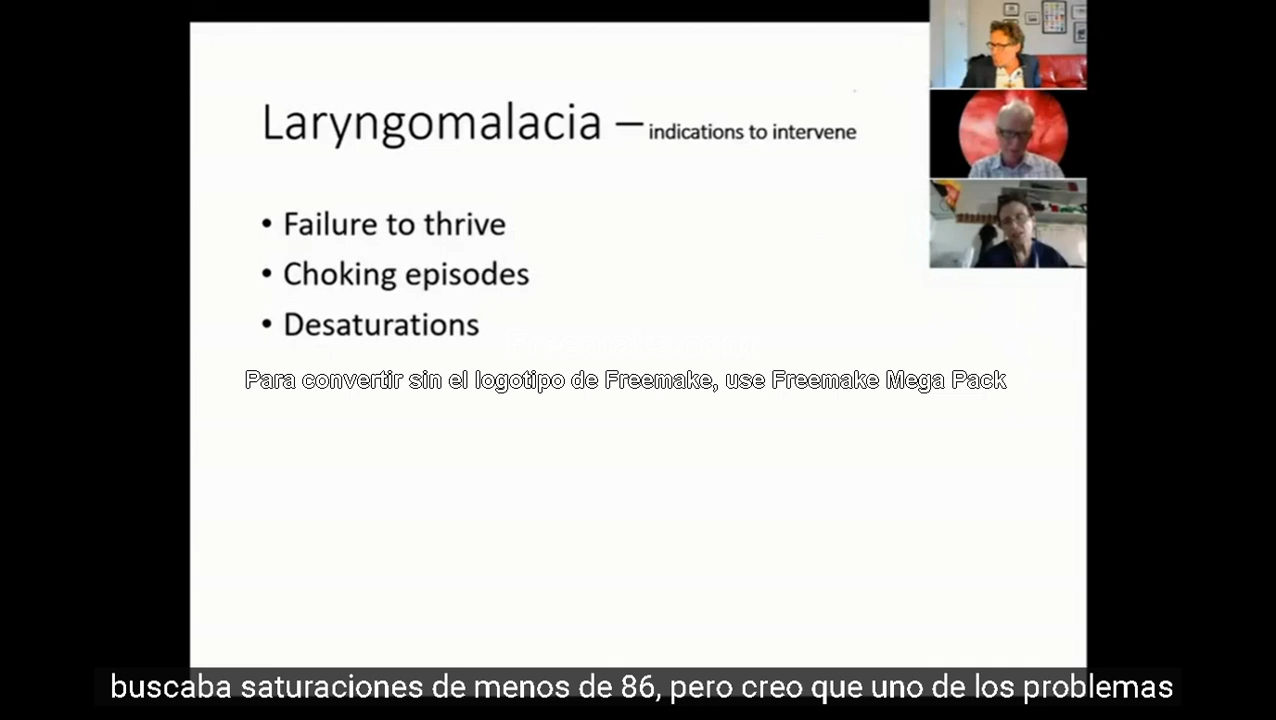 Laryngomalacia – indications to intervene
• Failure to thrive
• Choking episodes
• Desaturations
Para convertir sin el logotipo de Freemake, use Freemake Mega Pack
buscaba saturaciones de menos de 86, pero creo que uno de los problemas